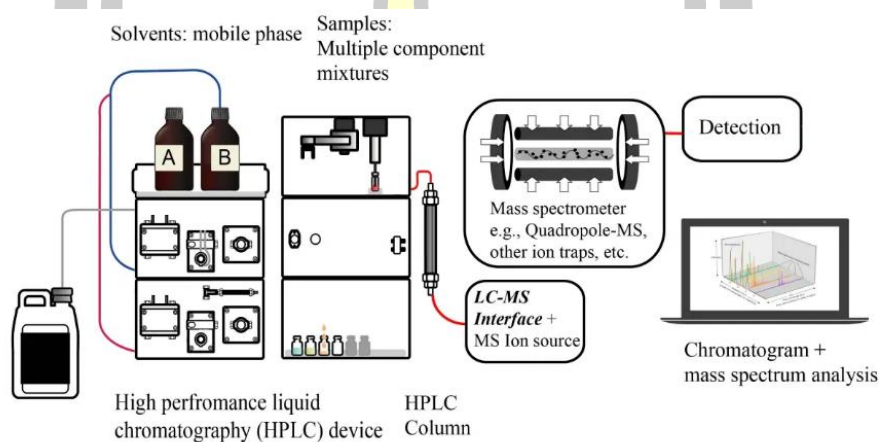 Solvents: mobile phase
Samples:
Multiple component
mixtures
A
B
Mass spectrometer
e.g., Quadropole-MS,
other ion traps, etc.
Detection
LC-MS
Interface +
MS Ion source
Chromatogram +
mass spectrum analysis
High perfromance liquid
chromatography (HPLC) device
HPLC
Column